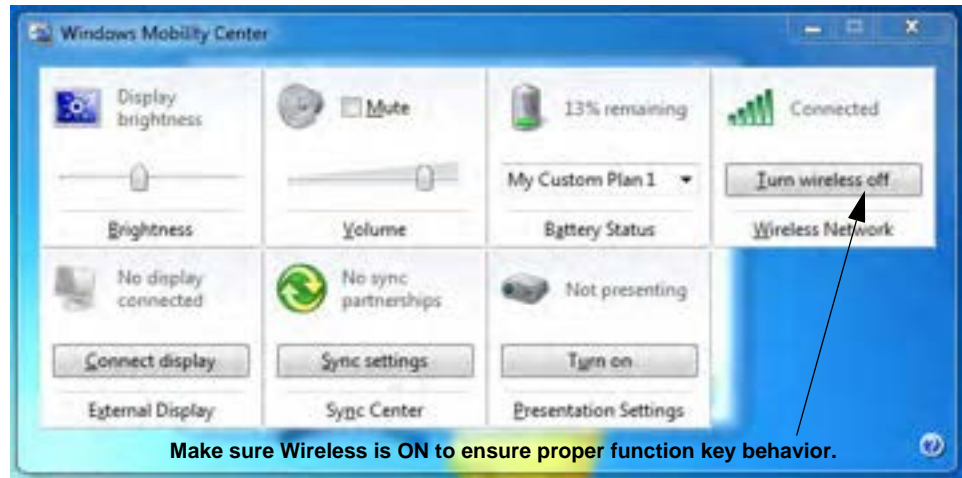 Windows Mobility Center
Display
brightness
Brightness
Mute
Volume
13% remaining
My Custom Plan 1
Battery Status
Connected
Turn wireless off
Wireless Network
No display
connected
Connect display
External Display
No sync
partnerships
Sync settings
Sync Center
Not presenting
Turn on
Presentation Settings
Make sure Wireless is ON to ensure proper function key behavior.